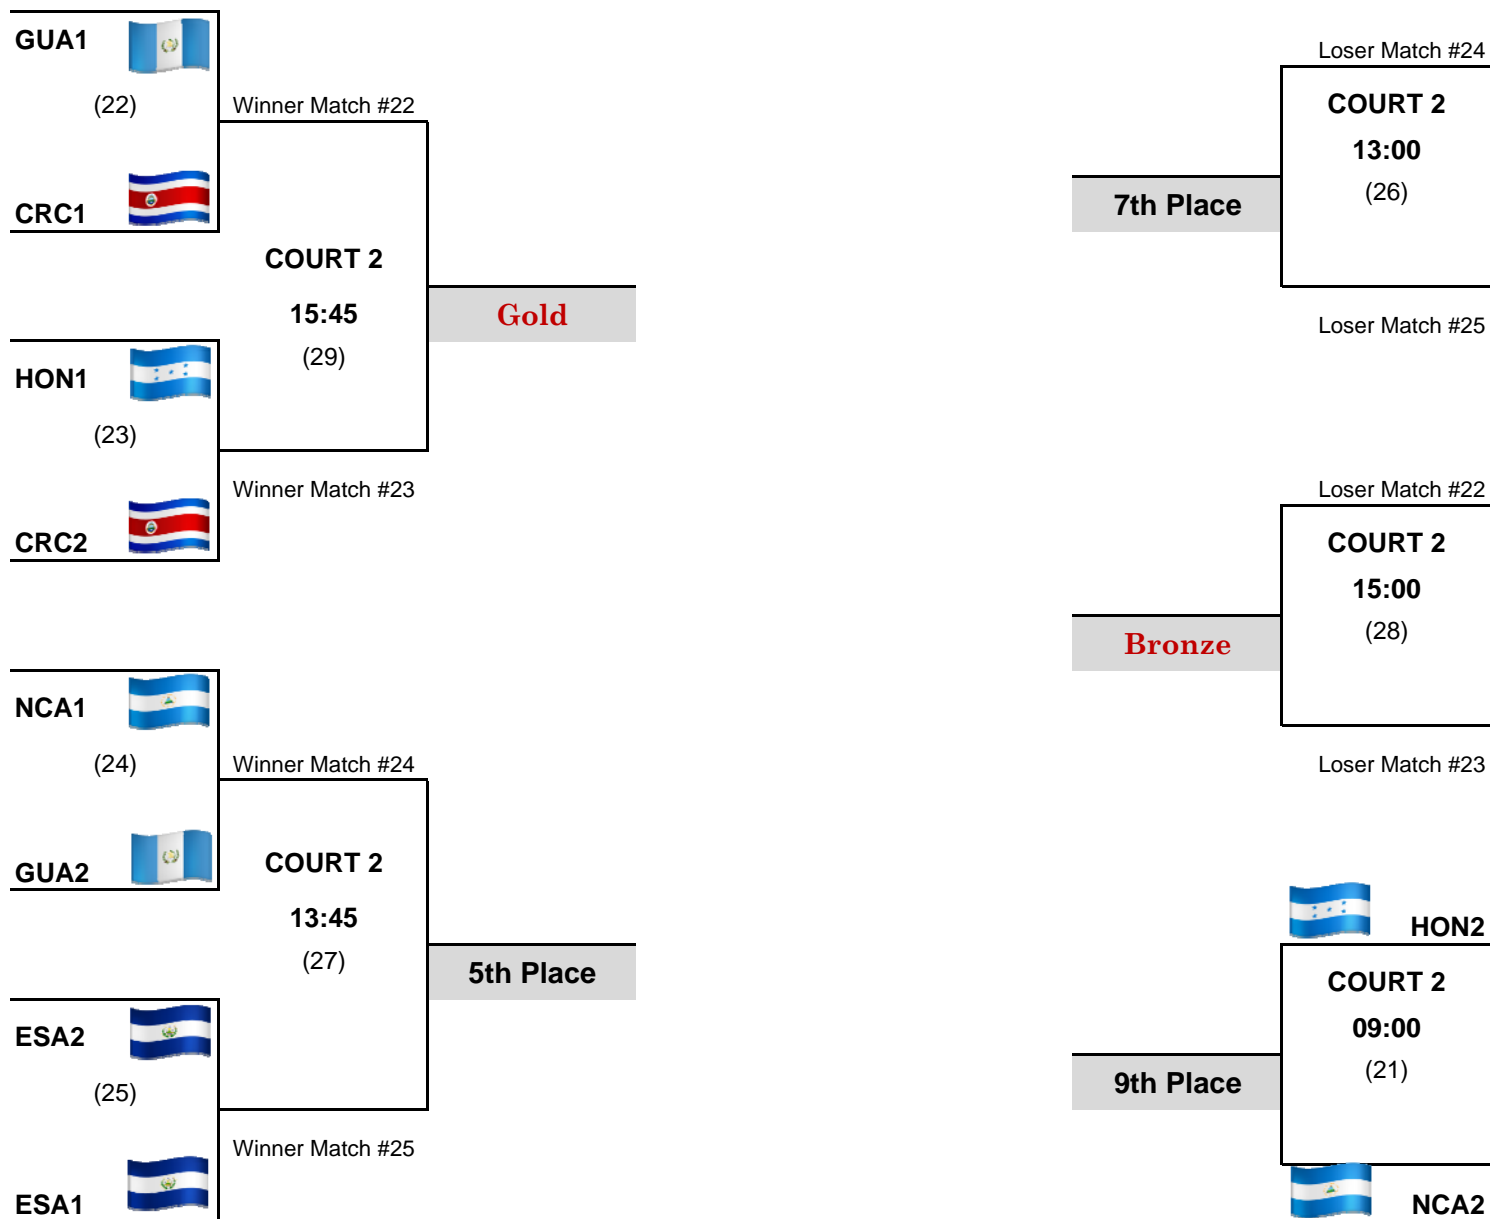 GUA1
(22)
Winner Match #22
CRC1
COURT 2
15:45
(29)
Gold
HON1
(23)
Winner Match #23
CRC2
NCA1
(24)
Winner Match #24
GUA2
COURT 2
13:45
(27)
5th Place
ESA2
(25)
Winner Match #25
ESA1
Loser Match #24
COURT 2
13:00
(26)
7th Place
Loser Match #25
Loser Match #22
COURT 2
15:00
(28)
Bronze
Loser Match #23
HON2
COURT 2
09:00
(21)
9th Place
NCA2